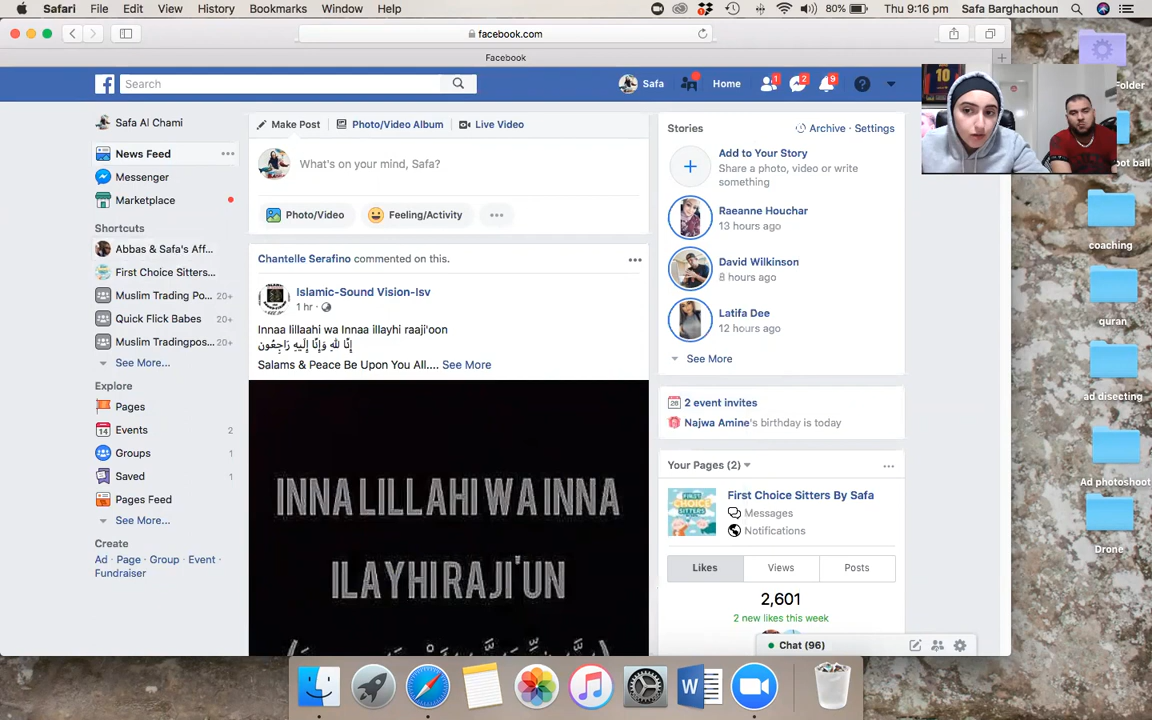 Safari File Edit View History Bookmarks Window Help
80% Thu 9:16 pm Safa Barghachoun
facebook.com
Facebook
Search
Safa Home 1 2 9
Safa Al Chami
News Feed
Messenger
Marketplace
Shortcuts
Abbas & Safa's Aff...
First Choice Sitters...
Muslim Trading Po... 20+
Quick Flick Babes 20+
Muslim Tradingpos... 20+
See More...
Explore
Pages
Events 2
Groups 1
Saved 1
Pages Feed
See More...
Create
Ad · Page · Group · Event ·
Fundraiser
Make Post Photo/Video Album Live Video
What's on your mind, Safa?
Photo/Video Feeling/Activity
Chantelle Serafino commented on this.
Islamic-Sound Vision-Isv
1 hr ·
Innaa lillaahi wa Innaa illayhi raaji'oon
إِنَّا لِلَّهِ وَإِنَّا إِلَيْهِ رَاجِعُونَ
Salams & Peace Be Upon You All.... See More
INNA LILLAHI WA INNA
ILAYHI RAJI'UN
Stories Archive · Settings
Add to Your Story
Share a photo, video or write
something
Raeanne Houchar
13 hours ago
David Wilkinson
8 hours ago
Latifa Dee
12 hours ago
See More
2 event invites
Najwa Amine's birthday is today
Your Pages (2)
First Choice Sitters By Safa
Messages
Notifications
Likes Views Posts
2,601
2 new likes this week
Chat (96)
10
older
oot ball
coaching
quran
ad disecting
Ad photoshoot
Drone